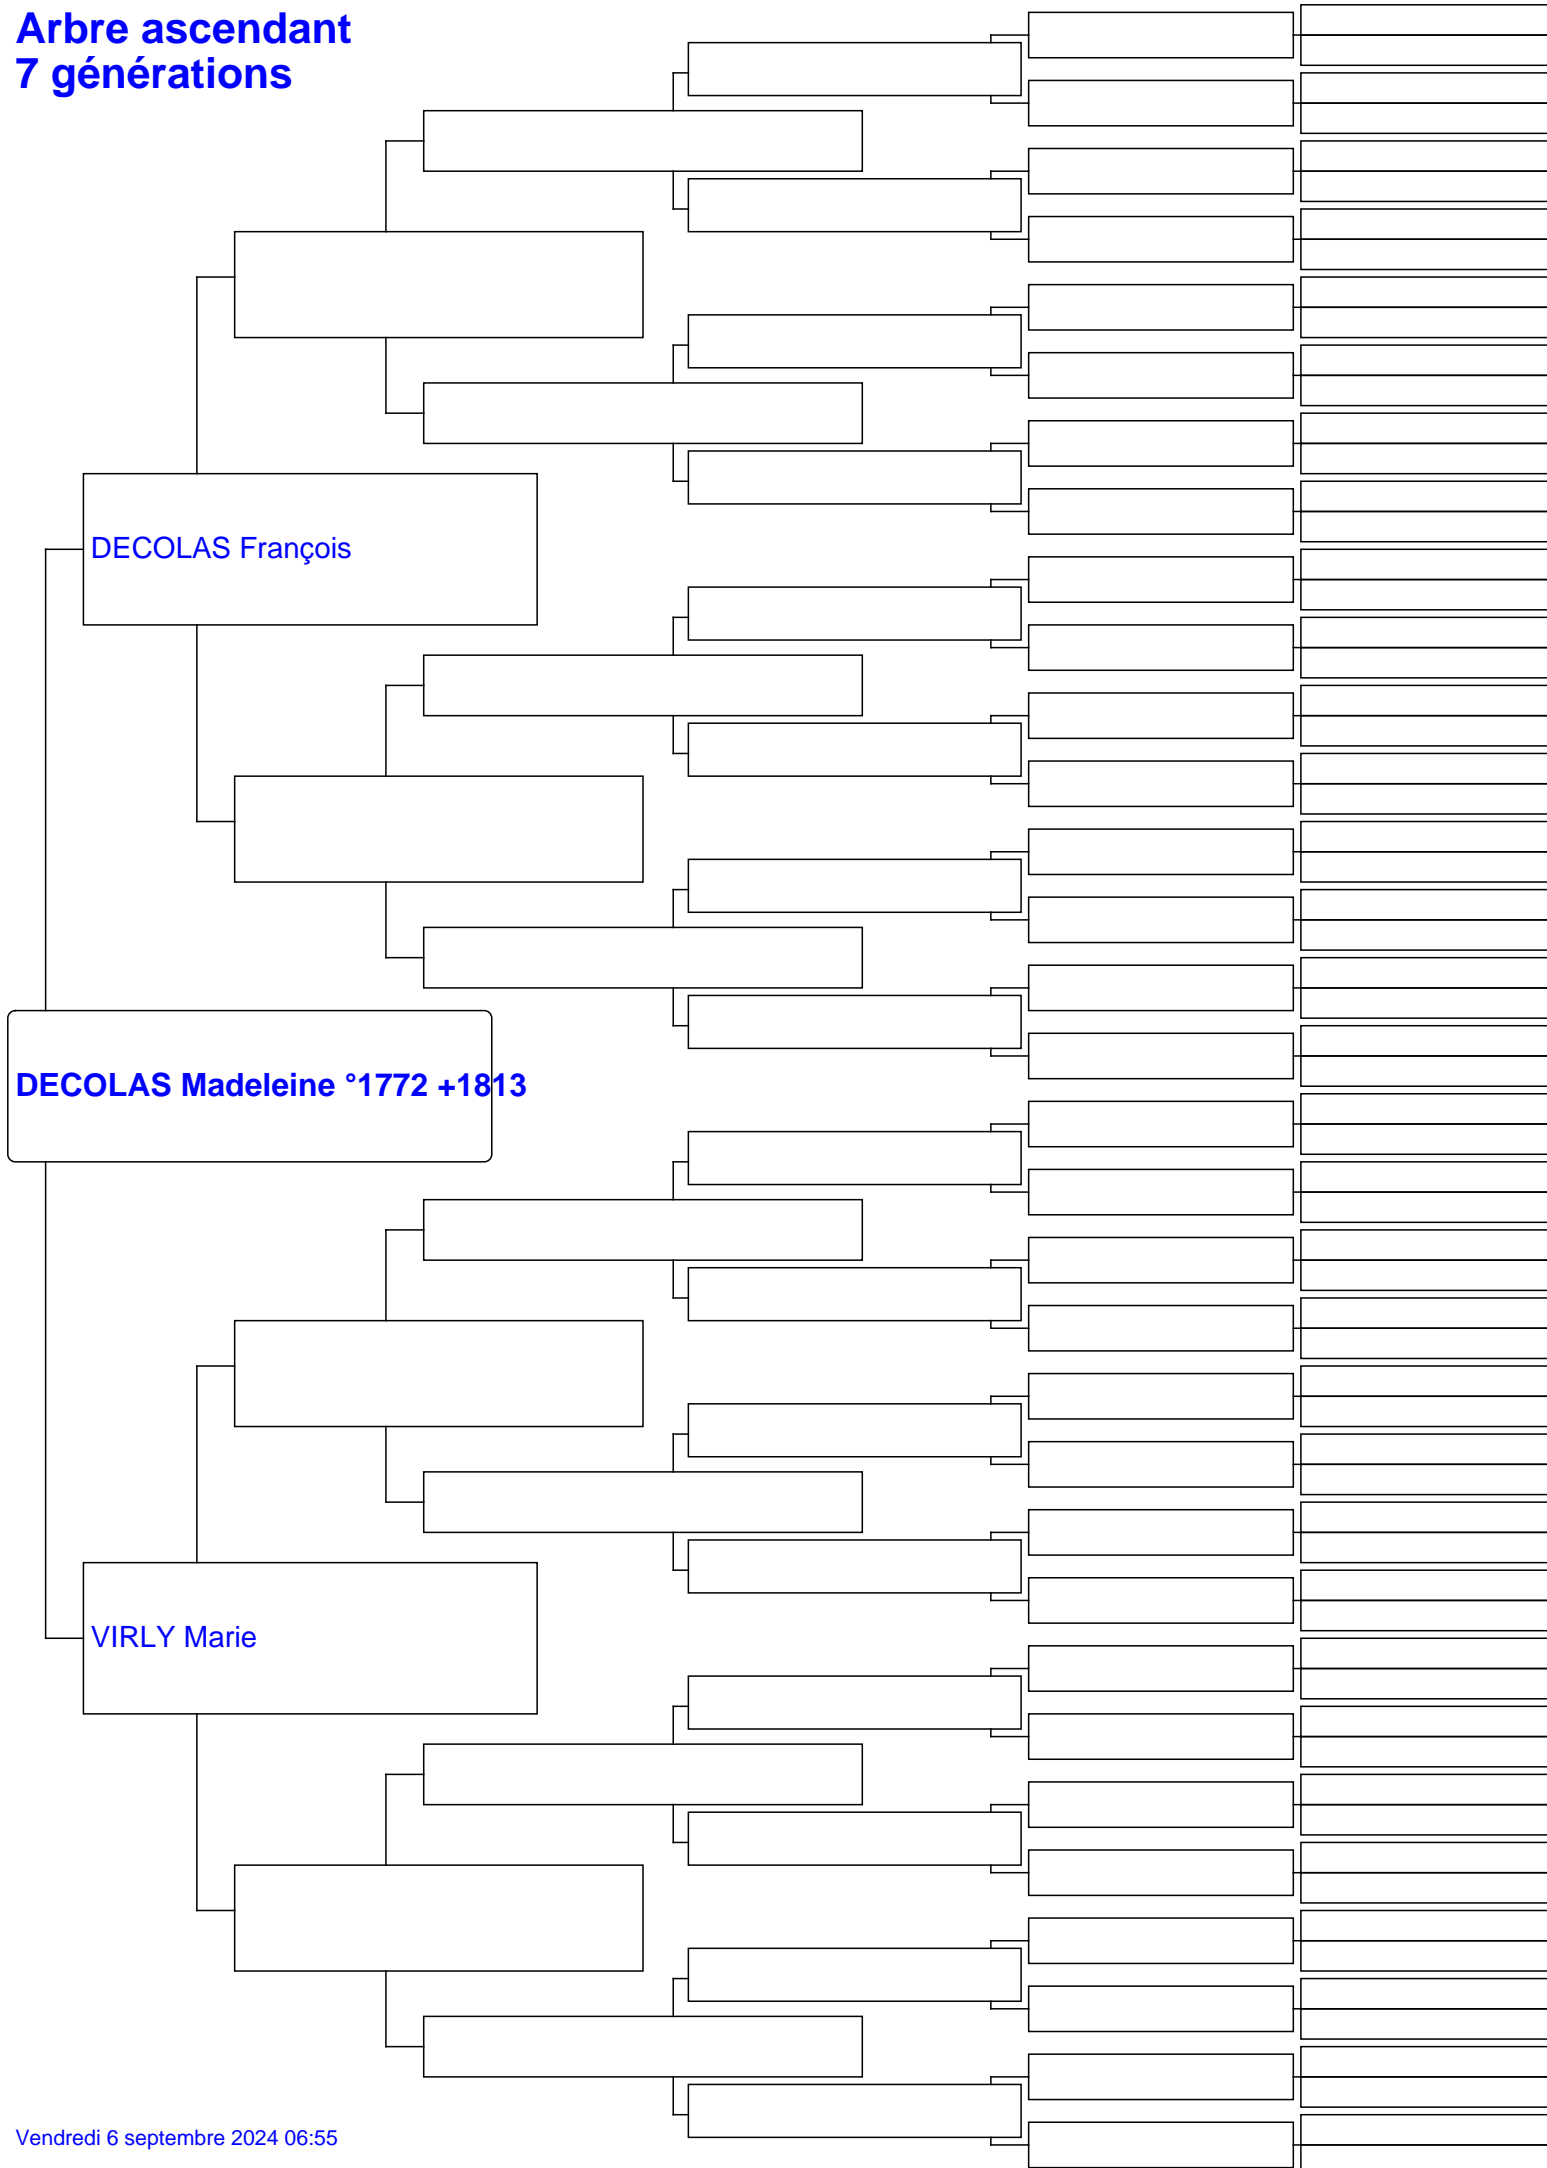 Arbre ascendant
7 générations
DECOLAS François
DECOLAS Madeleine °1772 +1813
VIRLY Marie
Vendredi 6 septembre 2024 06:55